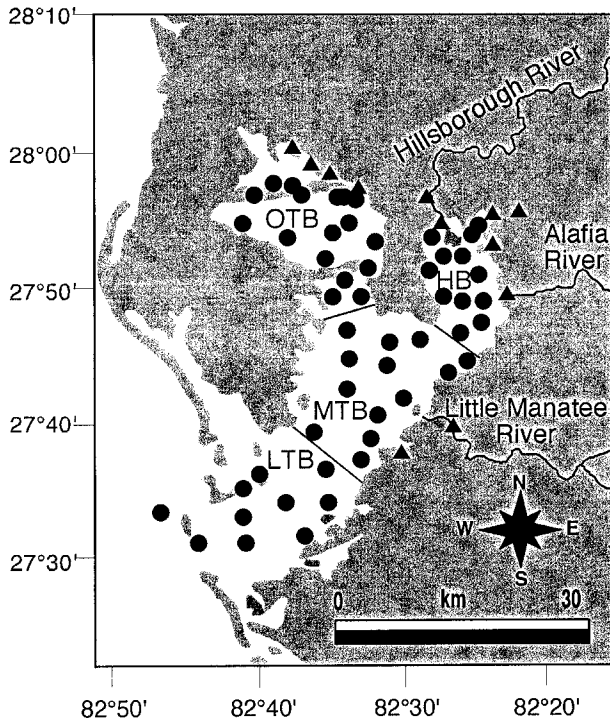 28°10'
28°00'
27°50'
27°40'
27°30'
Hillsborough River
OTB
HB
Alafia
River
MTB
Little Manatee
River
LTB
N
W E
S
0 km 30
82°50' 82°40' 82°30' 82°20'